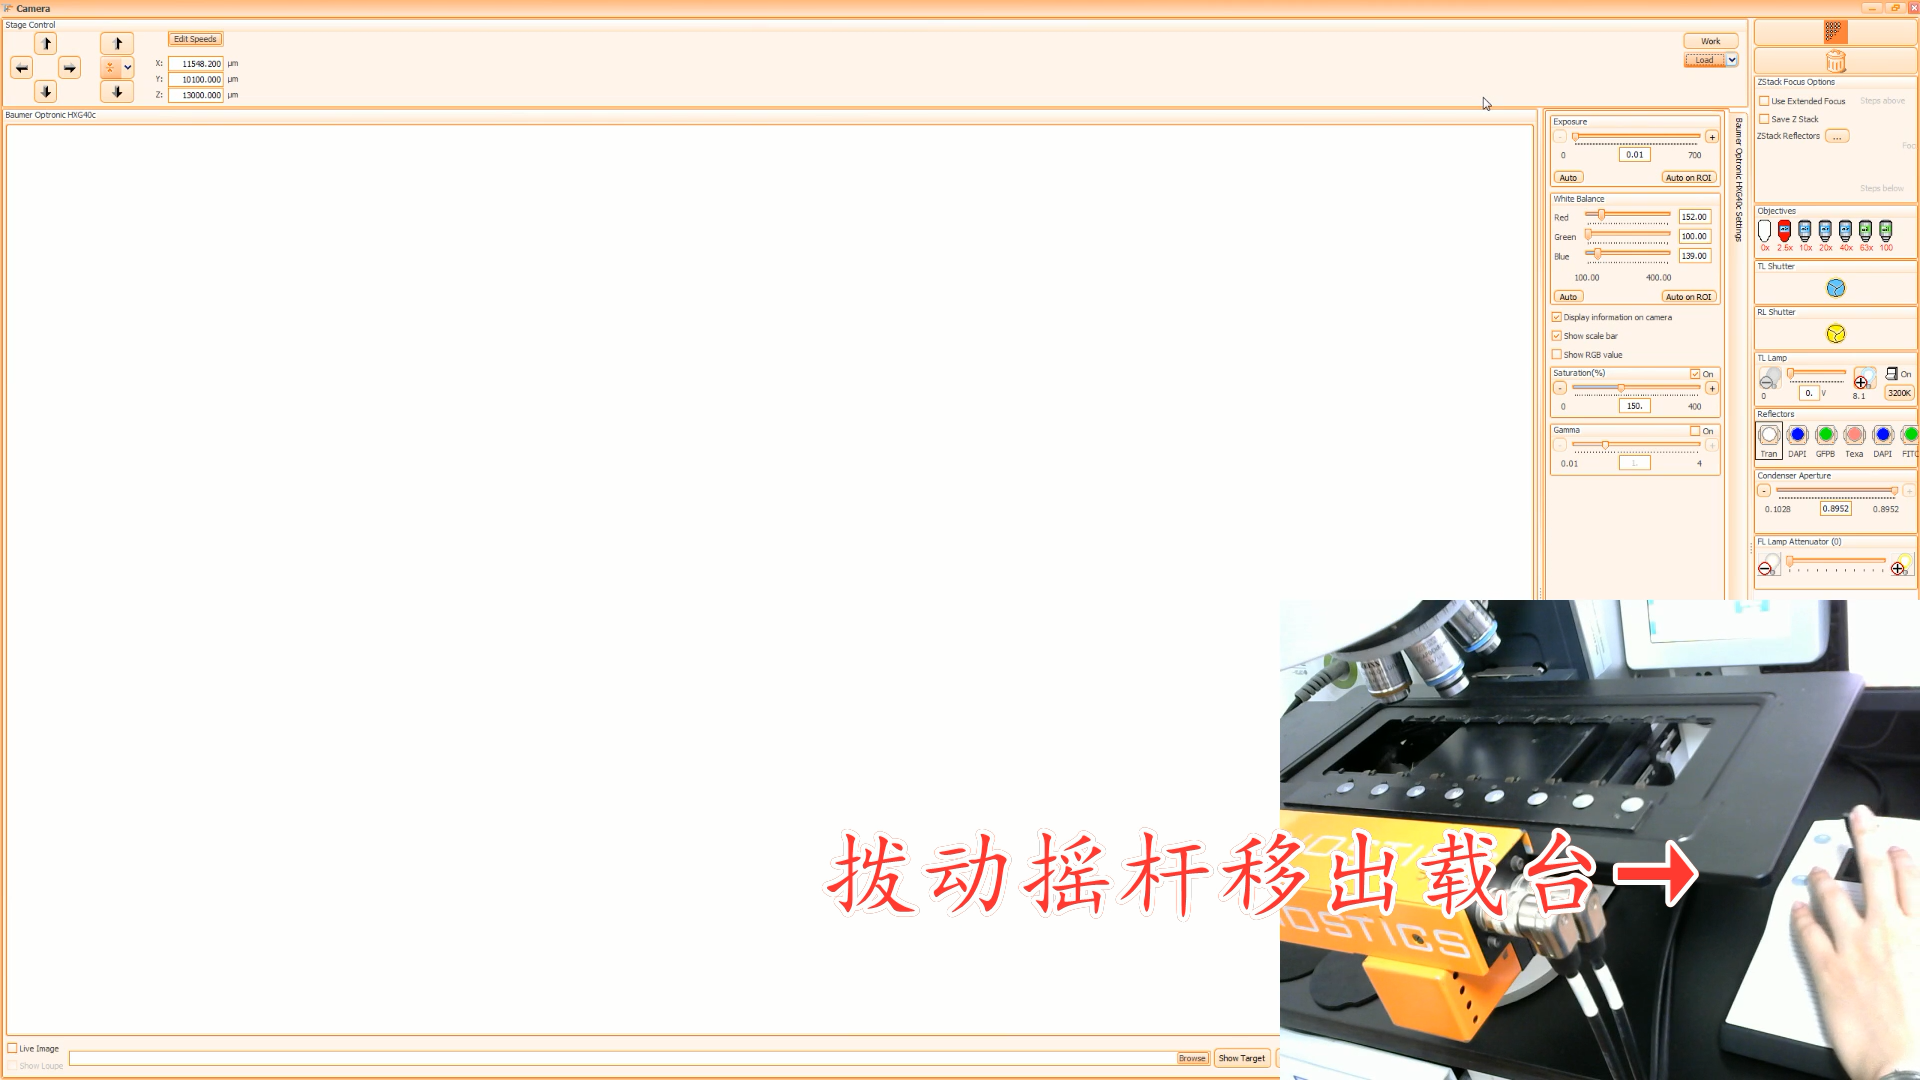 Camera
Stage Control
Edit Speeds
X: 11548.200 µm
Y: 10100.000 µm
Z: 13000.000 µm
Work
Load
Baumer Optronic HXG40c
Exposure
0 0.01 700
Auto Auto on ROI
White Balance
Red 152.00
Green 100.00
Blue 139.00
100.00 400.00
Auto Auto on ROI
Display information on camera
Show scale bar
Show RGB value
Saturation(%) On
0 150. 400
Gamma On
0.01 1. 4
Baumer Optronic HXG40c Settings
ZStack Focus Options
Use Extended Focus Steps above
Save Z Stack
ZStack Reflectors ...
Foc
Steps below
Objectives
0x 2.5x 10x 20x 40x 63x 100
TL Shutter
RL Shutter
TL Lamp
On
0 0. V 8.1 3200K
Reflectors
Tran DAPI GFPB Texa DAPI FITC
Condenser Aperture
0.1028 0.8952 0.8952
FL Lamp Attenuator (0)
拨动摇杆移出载台→
OSTICS
Live Image
Show Loupe
Browse Show Target